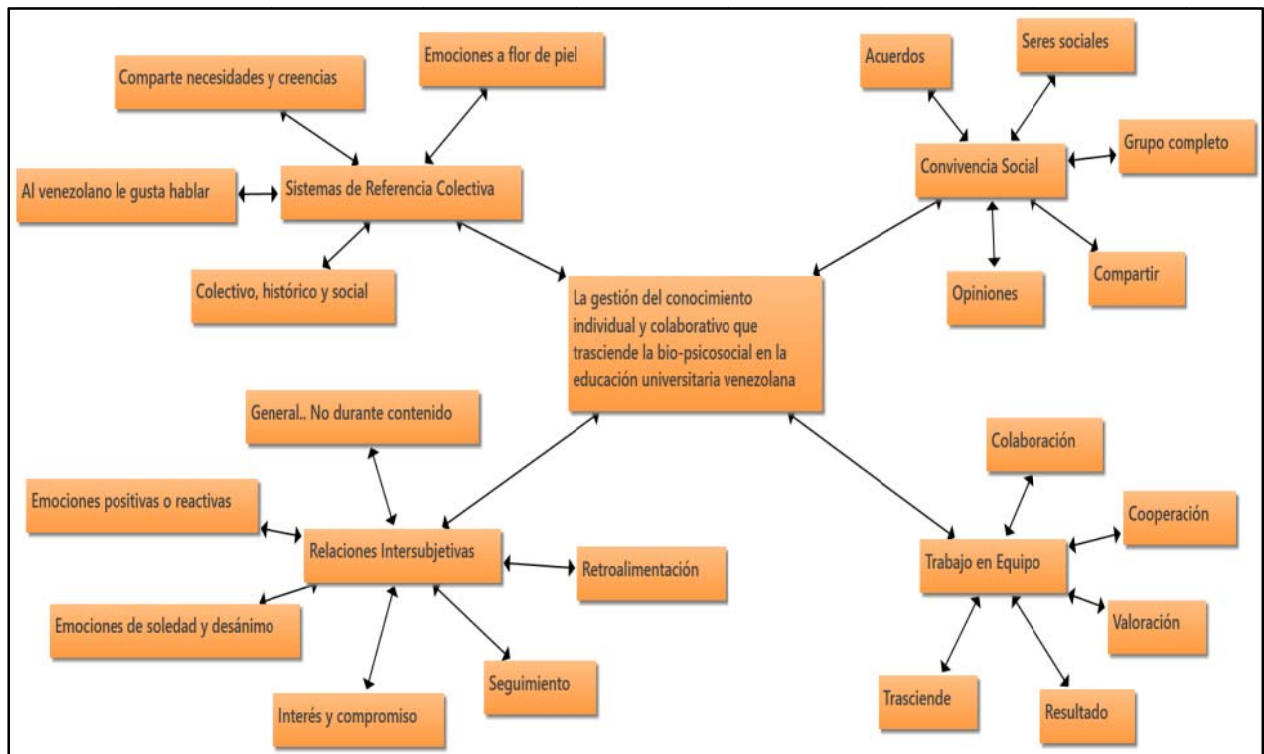 Emociones a flor de piel
Comparte necesidades y creencias
Al venezolano le gusta hablar
Sistemas de Referencia Colectiva
Colectivo, histórico y social
Seres sociales
Acuerdos
Grupo completo
Convivencia Social
Compartir
Opiniones
La gestión del conocimiento
individual y colaborativo que
trasciende la bio-psicosocial en la
educación universitaria venezolana
General.. No durante contenido
Emociones positivas o reactivas
Relaciones Intersubjetivas
Retroalimentación
Emociones de soledad y desánimo
Seguimiento
Interés y compromiso
Colaboración
Cooperación
Trabajo en Equipo
Valoración
Trasciende
Resultado